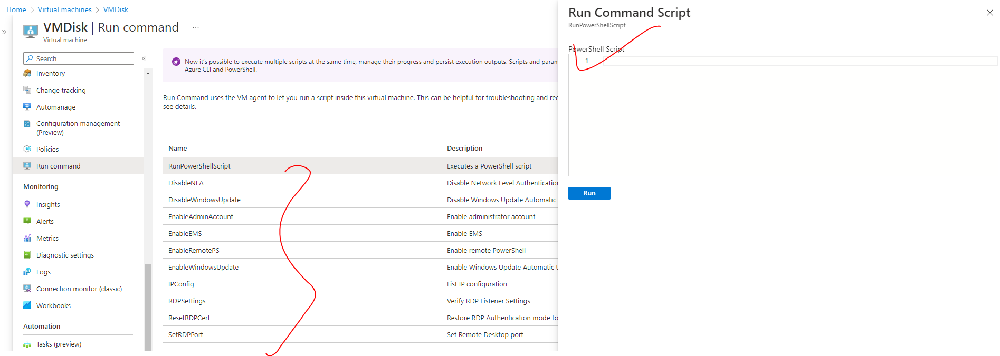 Home > Virtual machines > VMDisk
VMDisk | Run command ...
Virtual machine
Search
Inventory
Change tracking
Automanage
Configuration management
(Preview)
Policies
Run command
Monitoring
Insights
Alerts
Metrics
Diagnostic settings
Logs
Connection monitor (classic)
Workbooks
Automation
Tasks (preview)
Now it's possible to execute multiple scripts at the same time, manage their progress and persist execution outputs. Scripts and param
Azure CLI and PowerShell.
Run Command uses the VM agent to let you run a script inside this virtual machine. This can be helpful for troubleshooting and rec
see details.
Name Description
RunPowerShellScript Executes a PowerShell script
DisableNLA Disable Network Level Authentication
DisableWindowsUpdate Disable Windows Update Automatic
EnableAdminAccount Enable administrator account
EnableEMS Enable EMS
EnableRemotePS Enable remote PowerShell
EnableWindowsUpdate Enable Windows Update Automatic U
IPConfig List IP configuration
RDPSettings Verify RDP Listener Settings
ResetRDPCert Restore RDP Authentication mode to
SetRDPPort Set Remote Desktop port
Run Command Script
RunPowerShellScript
PowerShell Script
1
Run